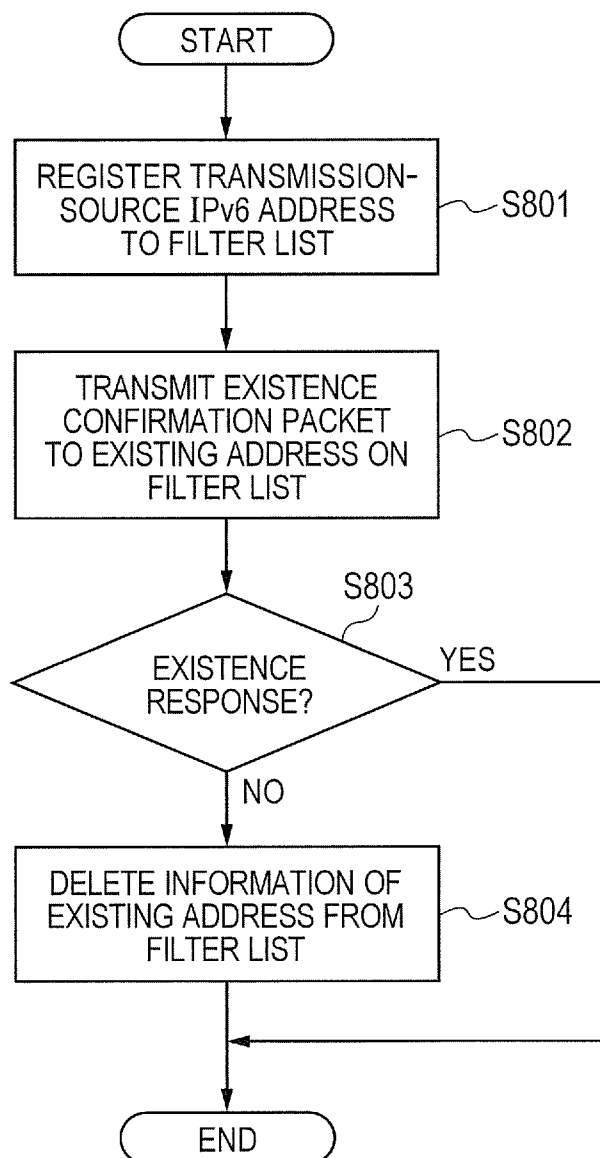 START
REGISTER TRANSMISSION-
SOURCE IPv6 ADDRESS
TO FILTER LIST
S801
TRANSMIT EXISTENCE
CONFIRMATION PACKET
TO EXISTING ADDRESS ON
FILTER LIST
S802
S803
EXISTENCE
RESPONSE?
YES
NO
DELETE INFORMATION OF
EXISTING ADDRESS FROM
FILTER LIST
S804
END